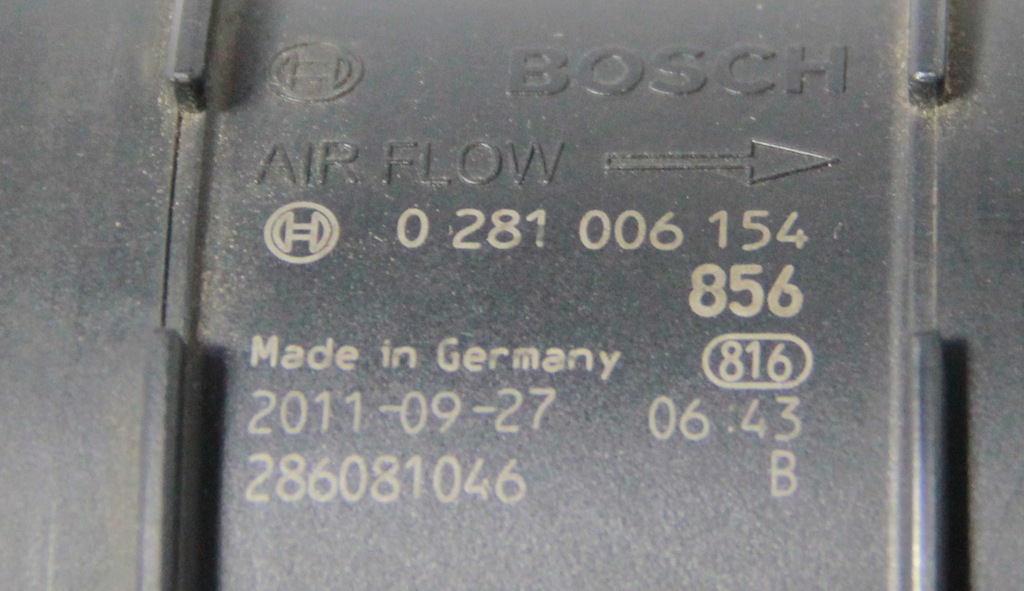 BOSCH
AIR FLOW
0 281 006 154
856
Made in Germany 816
2011-09-27 06:43
286081046 B